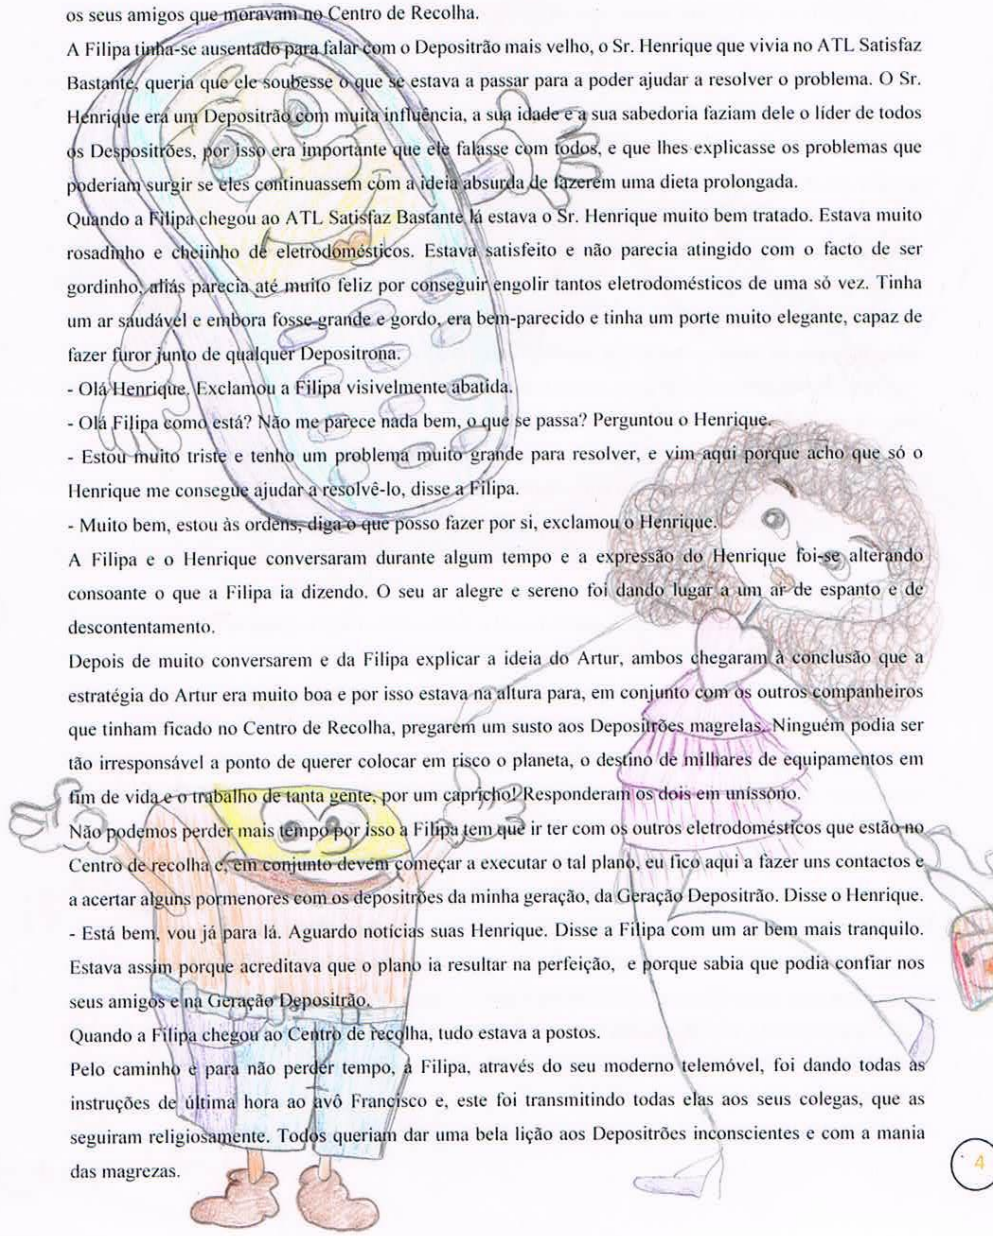 os seus amigos que moravam no Centro de Recolha.
A Filipa tinha-se ausentado para falar com o Depositrão mais velho, o Sr. Henrique que vivia no ATL Satisfaz
Bastante, queria que ele soubesse o que se estava a passar para a poder ajudar a resolver o problema. O Sr.
Henrique era um Depositrão com muita influência, a sua idade e a sua sabedoria faziam dele o líder de todos
os Despositrões, por isso era importante que ele falasse com todos, e que lhes explicasse os problemas que
poderiam surgir se eles continuassem com a ideia absurda de fazerem uma dieta prolongada.
Quando a Filipa chegou ao ATL Satisfaz Bastante lá estava o Sr. Henrique muito bem tratado. Estava muito
rosadinho e cheiinho de eletrodomésticos. Estava satisfeito e não parecia atingido com o facto de ser
gordinho, aliás parecia até muito feliz por conseguir engolir tantos eletrodomésticos de uma só vez. Tinha
um ar saudável e embora fosse grande e gordo, era bem-parecido e tinha um porte muito elegante, capaz de
fazer furor junto de qualquer Depositrona.
- Olá Henrique. Exclamou a Filipa visivelmente abatida.
- Olá Filipa como está? Não me parece nada bem, o que se passa? Perguntou o Henrique.
- Estou muito triste e tenho um problema muito grande para resolver, e vim aqui porque acho que só o
Henrique me consegue ajudar a resolvê-lo, disse a Filipa.
- Muito bem, estou às ordens, diga o que posso fazer por si, exclamou o Henrique.
A Filipa e o Henrique conversaram durante algum tempo e a expressão do Henrique foi-se alterando
consoante o que a Filipa ia dizendo. O seu ar alegre e sereno foi dando lugar a um ar de espanto e de
descontentamento.
Depois de muito conversarem e da Filipa explicar a ideia do Artur, ambos chegaram à conclusão que a
estratégia do Artur era muito boa e por isso estava na altura para, em conjunto com os outros companheiros
que tinham ficado no Centro de Recolha, pregarem um susto aos Depositrões magrelas. Ninguém podia ser
tão irresponsável a ponto de querer colocar em risco o planeta, o destino de milhares de equipamentos em
fim de vida e o trabalho de tanta gente, por um capricho! Responderam os dois em uníssono.
Não podemos perder mais tempo por isso a Filipa tem que ir ter com os outros eletrodomésticos que estão no
Centro de recolha e, em conjunto devem começar a executar o tal plano, eu fico aqui a fazer uns contactos e
a acertar alguns pormenores com os depositrões da minha geração, da Geração Depositrão. Disse o Henrique.
- Está bem, vou já para lá. Aguardo notícias suas Henrique. Disse a Filipa com um ar bem mais tranquilo.
Estava assim porque acreditava que o plano ia resultar na perfeição, e porque sabia que podia confiar nos
seus amigos e na Geração Depositrão.
Quando a Filipa chegou ao Centro de recolha, tudo estava a postos.
Pelo caminho e para não perder tempo, a Filipa, através do seu moderno telemóvel, foi dando todas as
instruções de última hora ao avô Francisco e, este foi transmitindo todas elas aos seus colegas, que as
seguiram religiosamente. Todos queriam dar uma bela lição aos Depositrões inconscientes e com a mania
das magrezas.
4